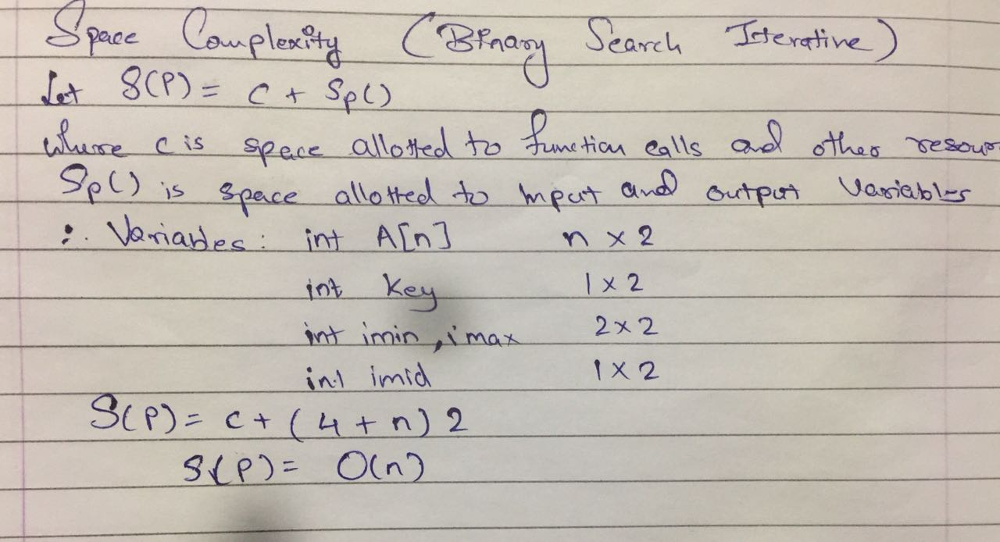 Space Complexity (Binary Search Iterative)
Let S(P) = C + Sp()
where c is space allotted to function calls and other resour
Sp() is space allotted to Input and output Variables
∴ Variables: int A[n] n x 2
int Key 1 x 2
int imin, imax 2 x 2
int imid 1 x 2
S(P) = c + (4 + n) 2
S(P) = O(n)